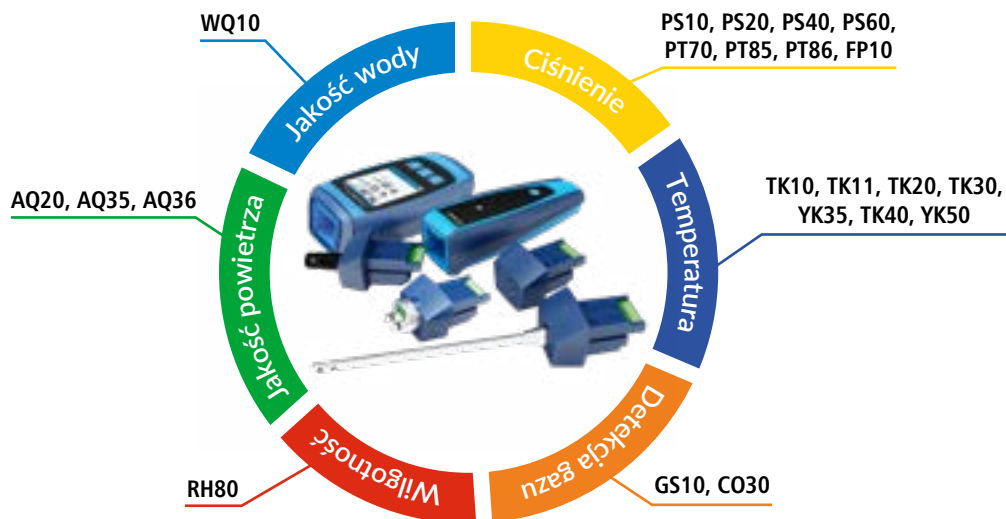 WQ10
Jakość wody
PS10, PS20, PS40, PS60,
PT70, PT85, PT86, FP10
Ciśnienie
TK10, TK11, TK20, TK30,
YK35, TK40, YK50
Temperatura
GS10, CO30
Detekcja gazu
RH80
Wilgotność
AQ20, AQ35, AQ36
Jakość powietrza